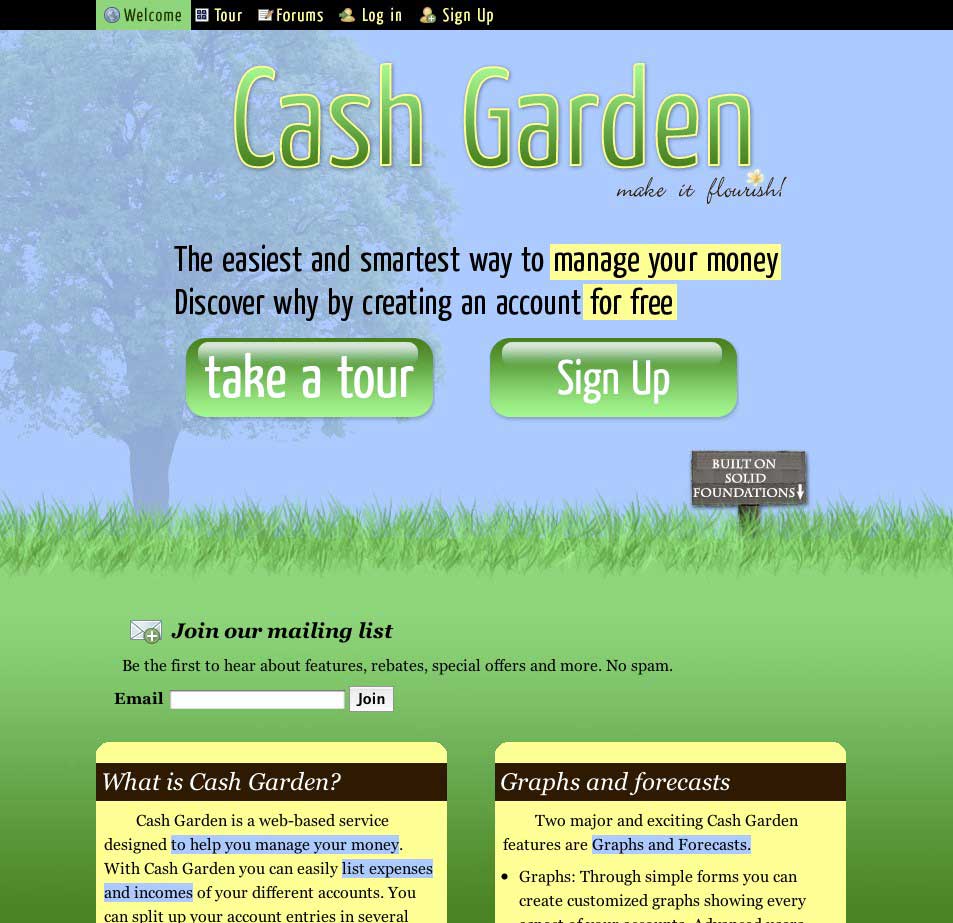 Welcome Tour Forums Log in Sign Up
Cash Garden
make it flourish!
The easiest and smartest way to manage your money
Discover why by creating an account for free
take a tour Sign Up
BUILT ON
SOLID
FOUNDATIONS
Join our mailing list
Be the first to hear about features, rebates, special offers and more. No spam.
Email Join
What is Cash Garden?
Cash Garden is a web-based service
designed to help you manage your money.
With Cash Garden you can easily list expenses
and incomes of your different accounts. You
can split up your account entries in several
Graphs and forecasts
Two major and exciting Cash Garden
features are Graphs and Forecasts.
• Graphs: Through simple forms you can
create customized graphs showing every
aspect of your accounts. Advanced users